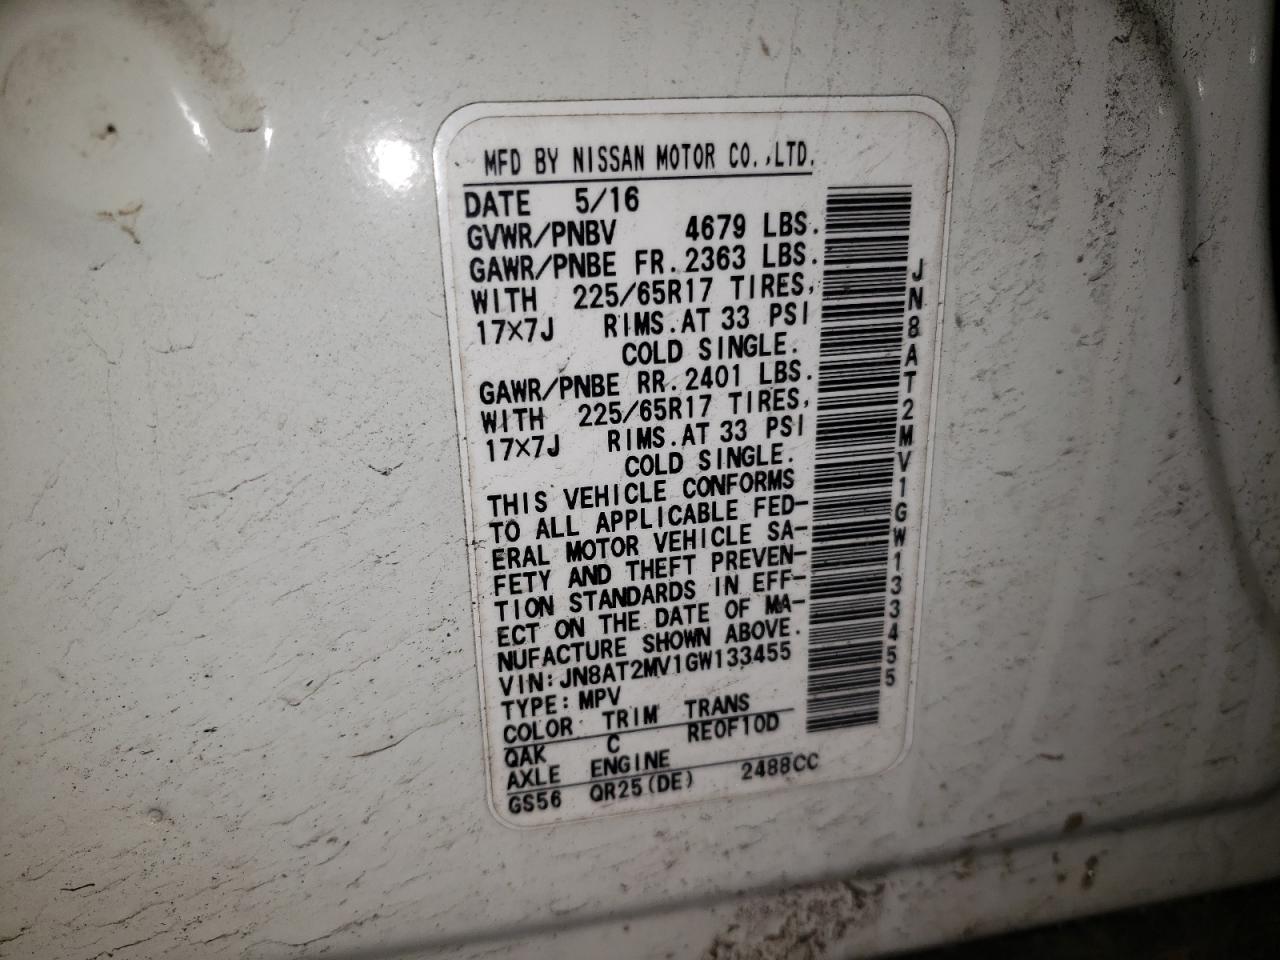 MFD BY NISSAN MOTOR CO.,LTD.
DATE 5/16
GVWR/PNBV 4679 LBS.
GAWR/PNBE FR. 2363 LBS.
WITH 225/65R17 TIRES,
17×7J RIMS.AT 33 PSI
COLD SINGLE.
GAWR/PNBE RR. 2401 LBS.
WITH 225/65R17 TIRES,
17×7J RIMS.AT 33 PSI
COLD SINGLE.
THIS VEHICLE CONFORMS
TO ALL APPLICABLE FED-
ERAL MOTOR VEHICLE SA-
FETY AND THEFT PREVEN-
TION STANDARDS IN EFF-
ECT ON THE DATE OF MA-
NUFACTURE SHOWN ABOVE.
VIN:JN8AT2MV1GW133455
TYPE:MPV
COLOR TRIM TRANS
QAK C RE0F10D
AXLE ENGINE
GS56 QR25(DE) 2488CC
JN8AT2MV1GW133455